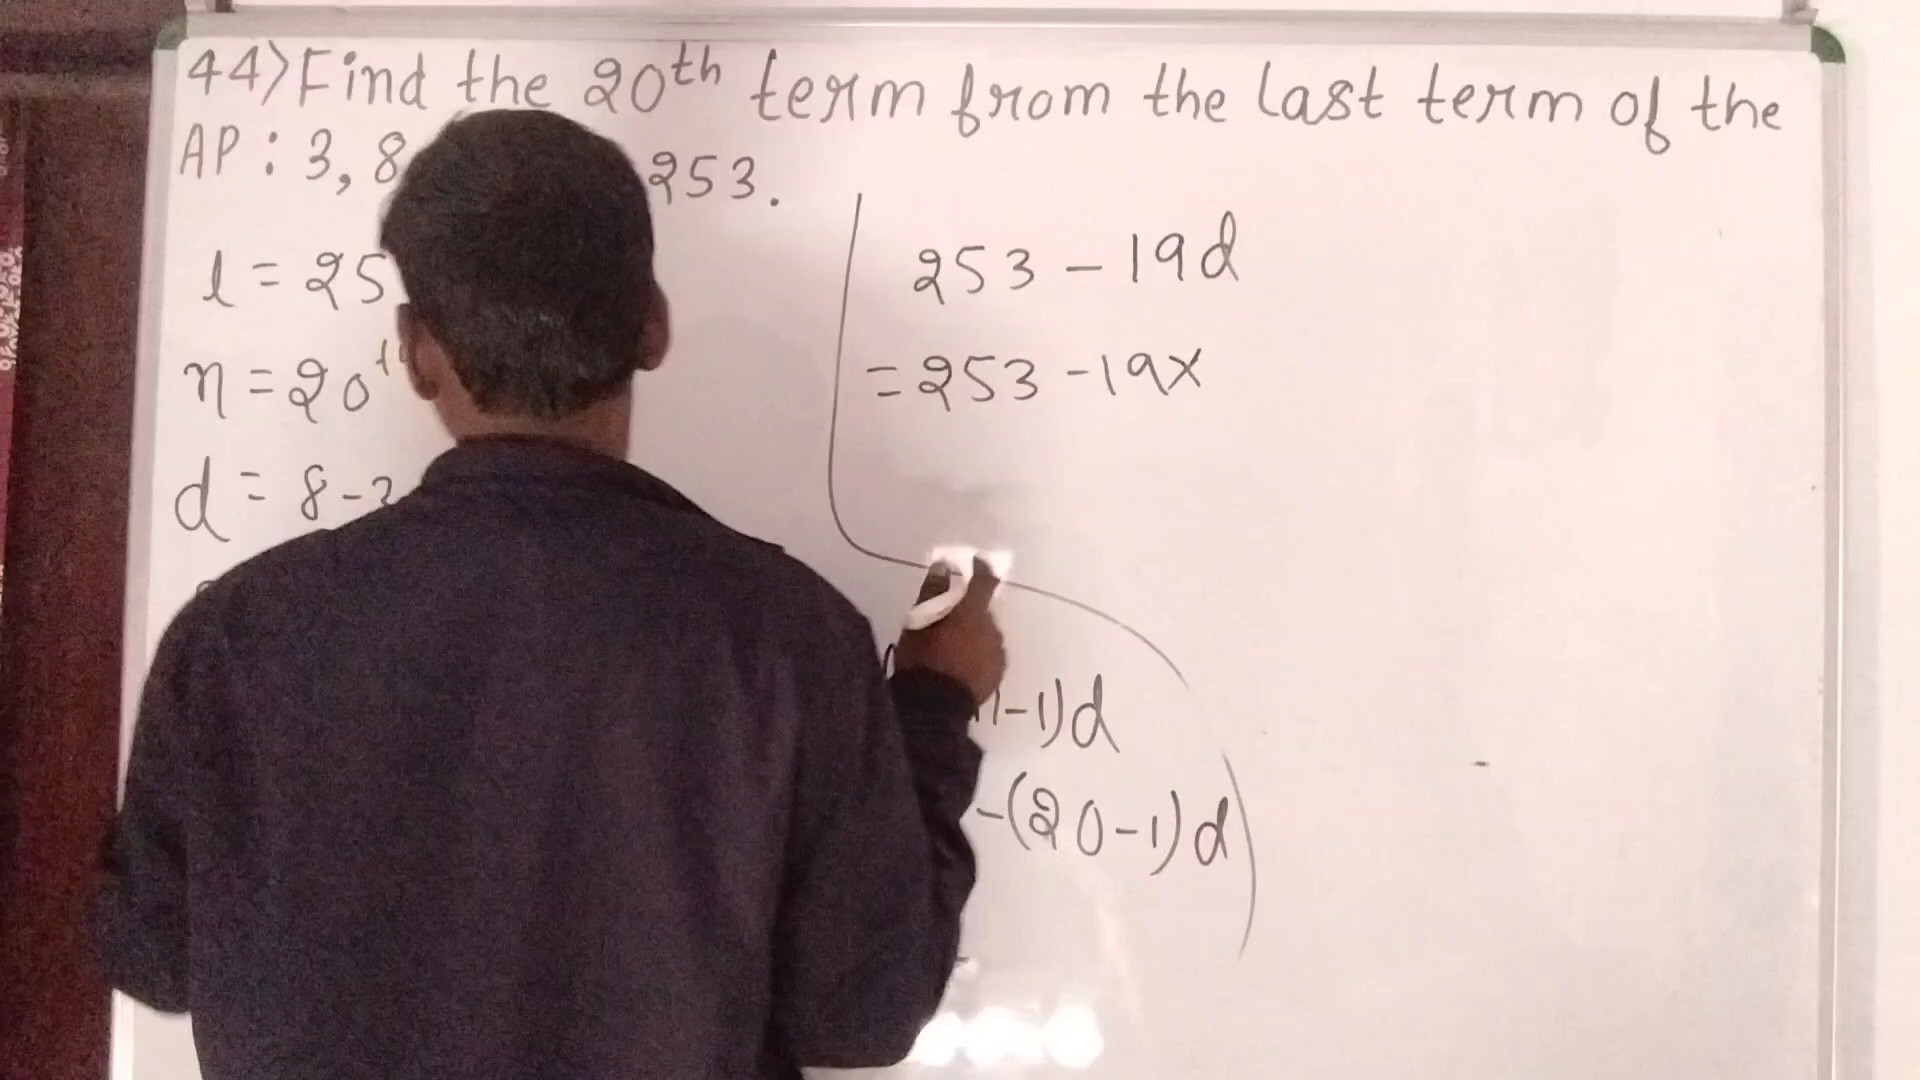 44) Find the 20th term from the last term of the
AP : 3, 8 253.
l = 25
n = 20
d = 8-3
253 - 19d
= 253 - 19×
-1)d
-(20-1)d